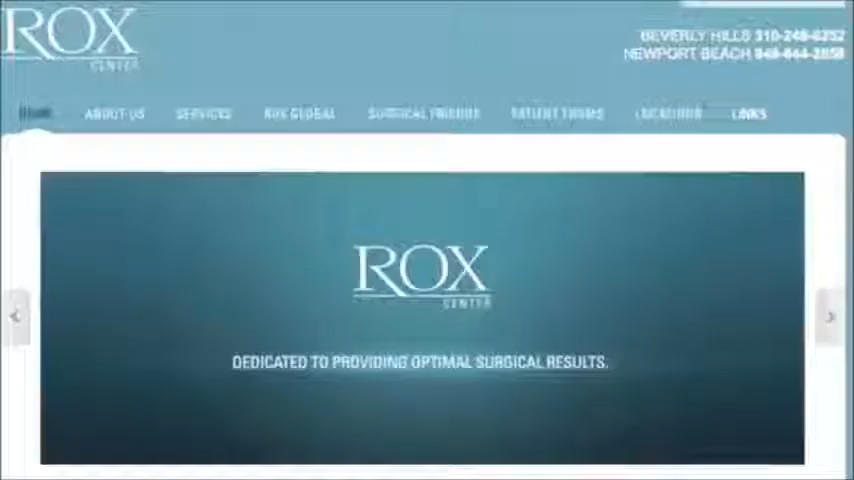 ROX
CENTER
BEVERLY HILLS
NEWPORT BEACH
HOME
ABOUT US
SERVICES
ROX GLOBAL
SURGICAL FRIENDS
PATIENT FORMS
LOCATIONS
LINKS
ROX
CENTER
DEDICATED TO PROVIDING OPTIMAL SURGICAL RESULTS.